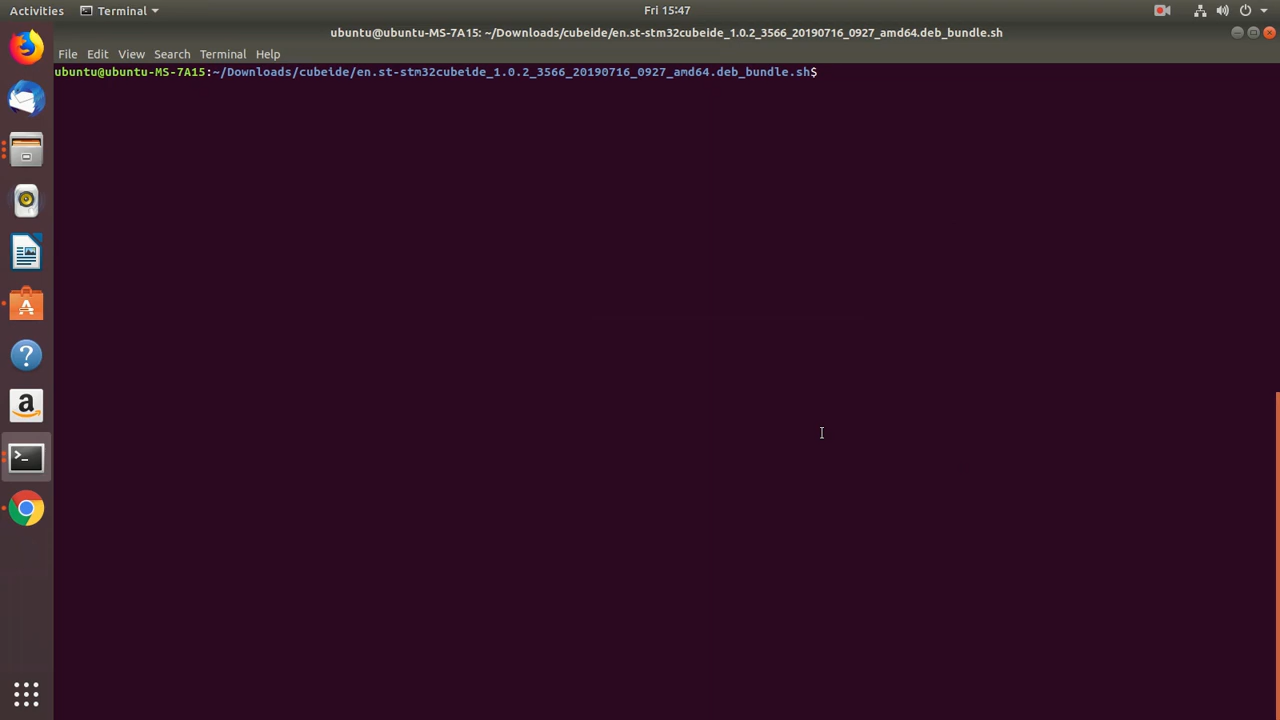 Activities Terminal Fri 15:47
ubuntu@ubuntu-MS-7A15: ~/Downloads/cubeide/en.st-stm32cubeide_1.0.2_3566_20190716_0927_amd64.deb_bundle.sh
File Edit View Search Terminal Help
ubuntu@ubuntu-MS-7A15:~/Downloads/cubeide/en.st-stm32cubeide_1.0.2_3566_20190716_0927_amd64.deb_bundle.sh$